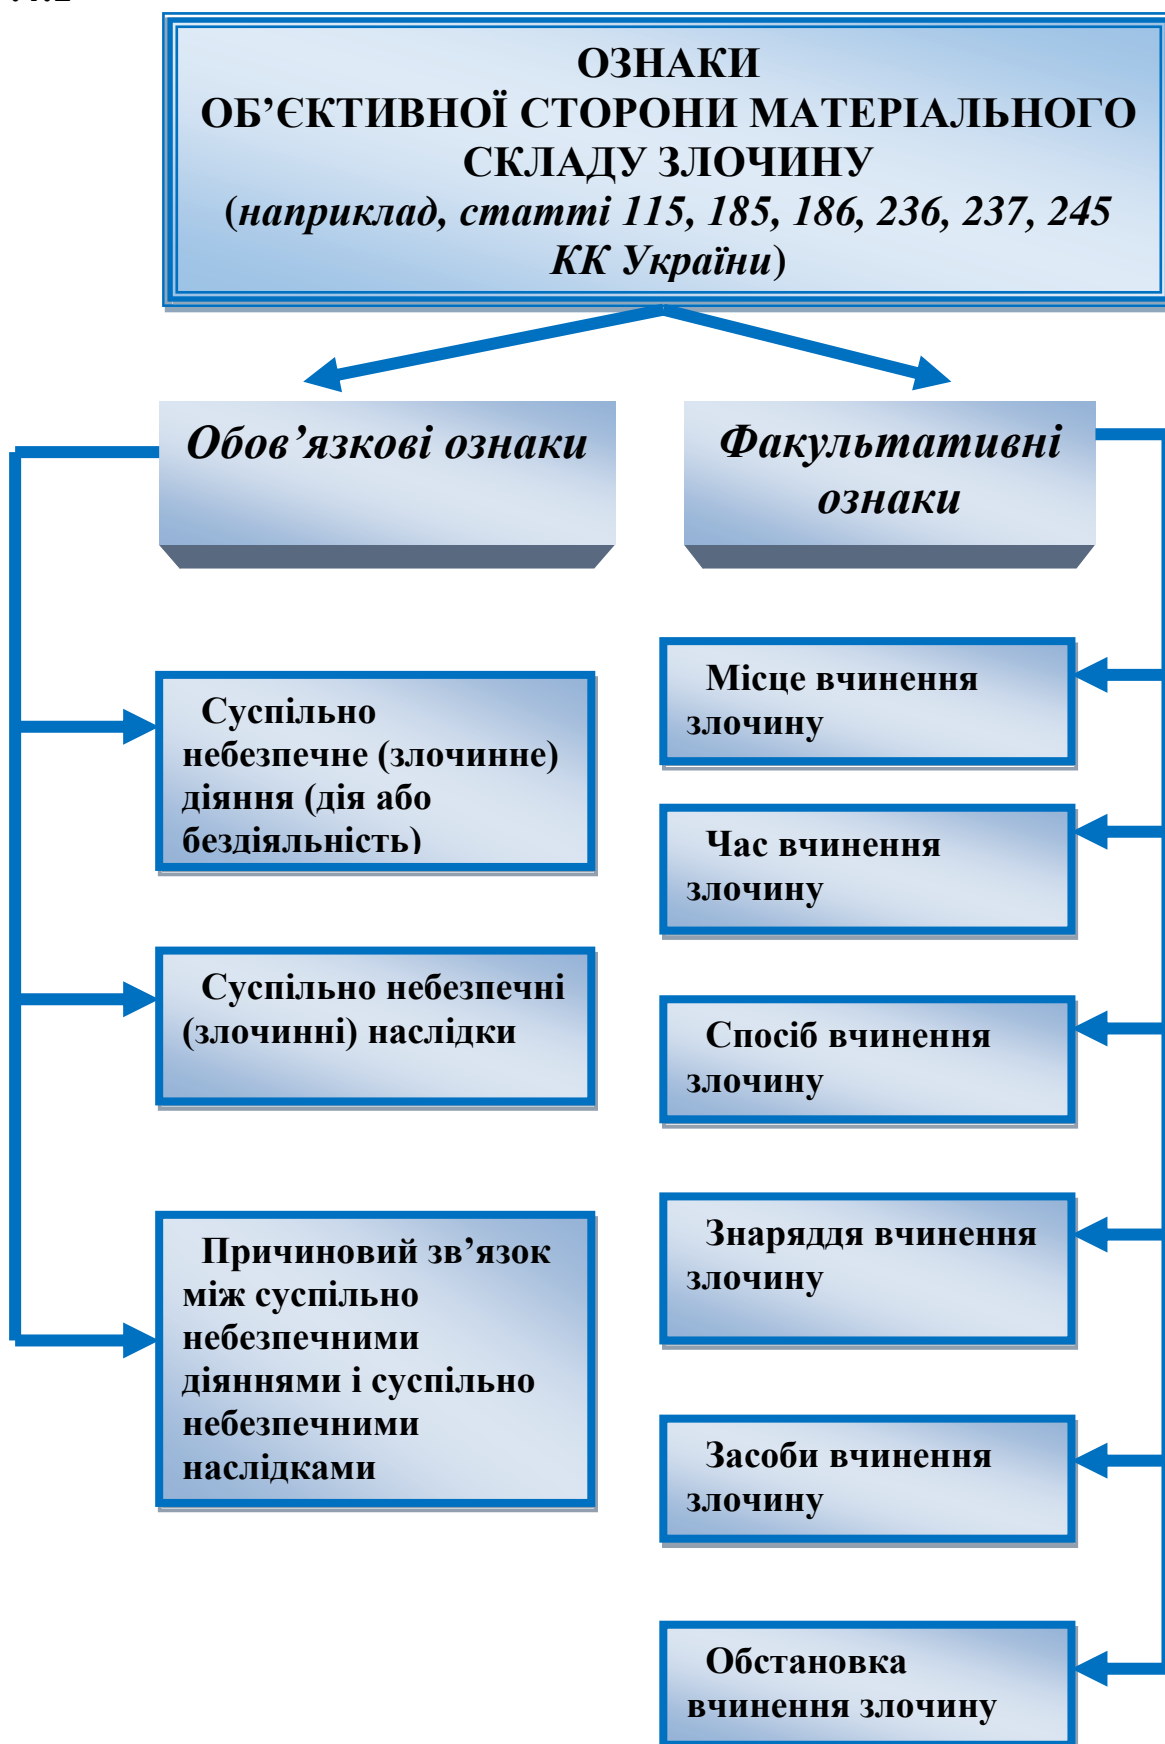 ОЗНАКИ
ОБ’ЄКТИВНОЇ СТОРОНИ МАТЕРІАЛЬНОГО
СКЛАДУ ЗЛОЧИНУ
(наприклад, статті 115, 185, 186, 236, 237, 245
КК України)
Обов’язкові ознаки
Суспільно
небезпечне (злочинне)
діяння (дія або
бездіяльність)
Суспільно небезпечні
(злочинні) наслідки
Причиновий зв’язок
між суспільно
небезпечними
діяннями і суспільно
небезпечними
наслідками
Факультативні
ознаки
Місце вчинення
злочину
Час вчинення
злочину
Спосіб вчинення
злочину
Знаряддя вчинення
злочину
Засоби вчинення
злочину
Обстановка
вчинення злочину